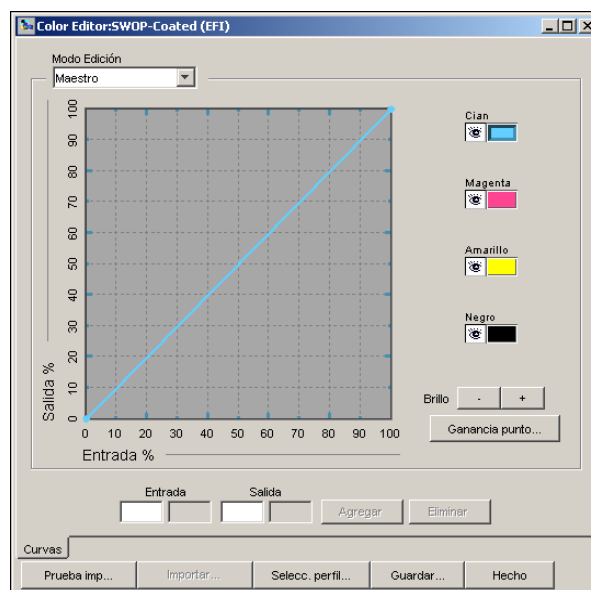 Color Editor:SWOP-Coated (EFI)
Modo Edición
Maestro
100
90
80
70
60
50
40
30
20
10
0
Salida %
0 10 20 30 40 50 60 70 80 90 100
Entrada %
Cian
Magenta
Amarillo
Negro
Brillo - +
Ganancia punto...
Entrada Salida
Agregar Eliminar
Curvas
Prueba imp... Importar... Selecc. perfil... Guardar... Hecho